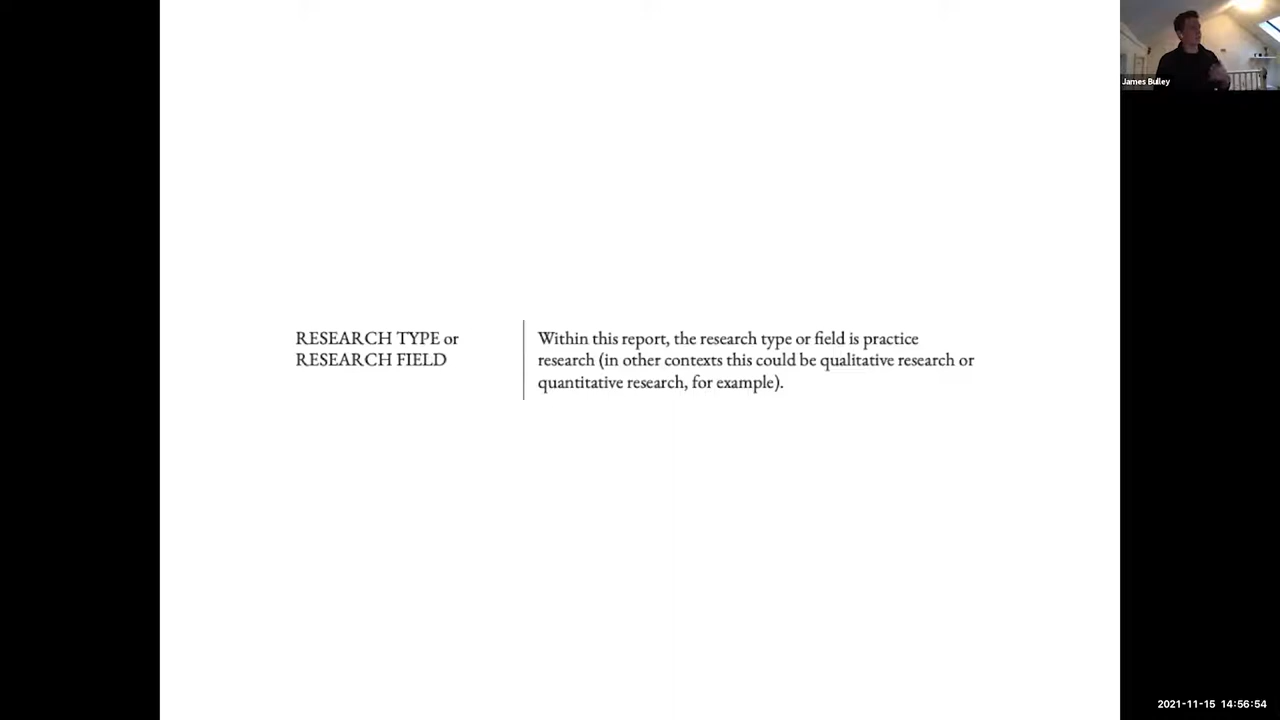 James Bulley
RESEARCH TYPE or
RESEARCH FIELD
Within this report, the research type or field is practice
research (in other contexts this could be qualitative research or
quantitative research, for example).
2021-11-15 14:56:54